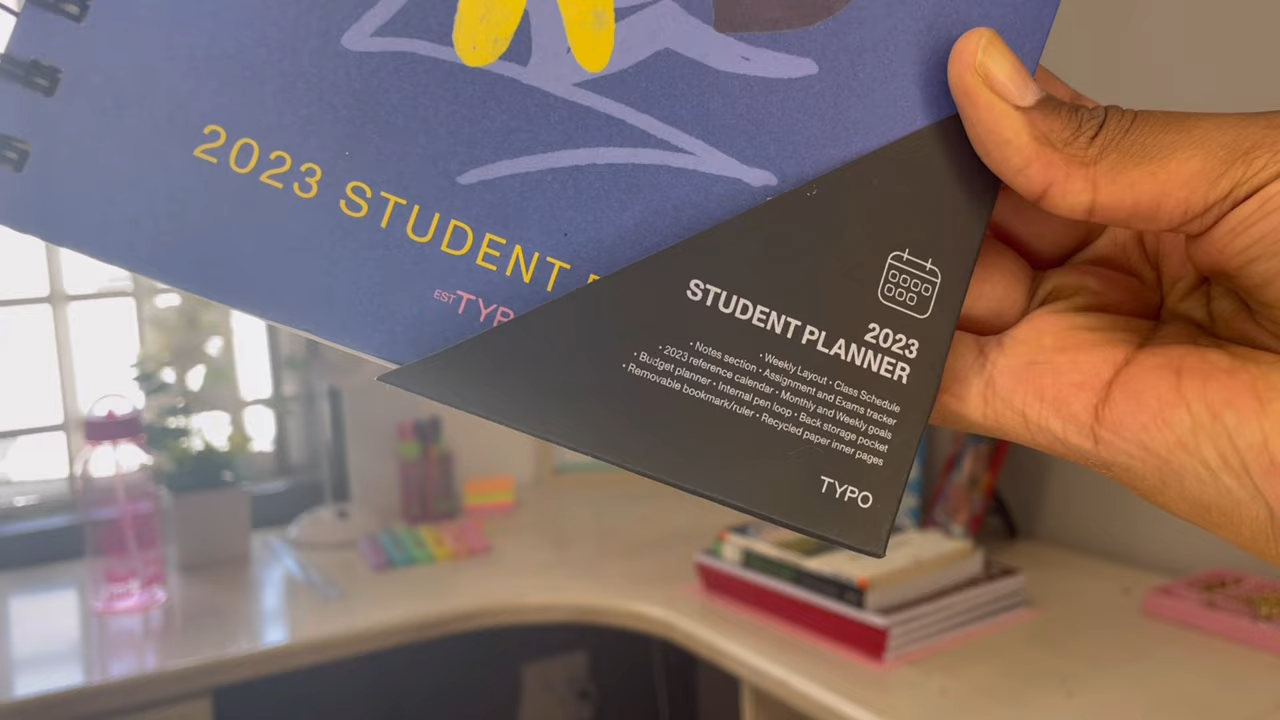 2023 STUDENT
EST TYP
2023
STUDENT PLANNER
• Weekly Layout • Class Schedule
• Notes section • Assignment and Exams tracker
• 2023 reference calendar • Monthly and Weekly goals
• Budget planner • Internal pen loop • Back storage pocket
• Removable bookmark/ruler • Recycled paper inner pages
TYPO